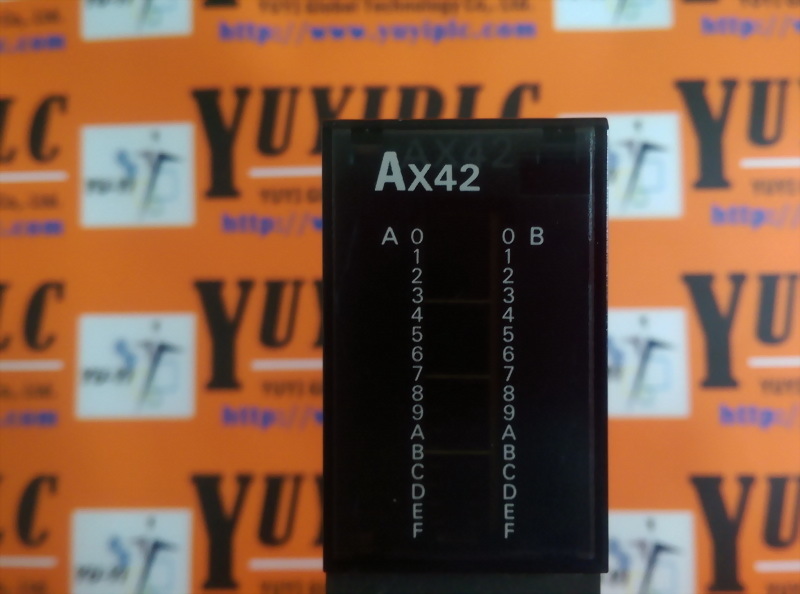 YUYI Global Technology Co., Ltd.
http://www.yuyiplc.com
YUYIPLC
AX42
A 0 0 B
1 1
2 2
3 3
4 4
5 5
6 6
7 7
8 8
9 9
A A
B B
C C
D D
E E
F F